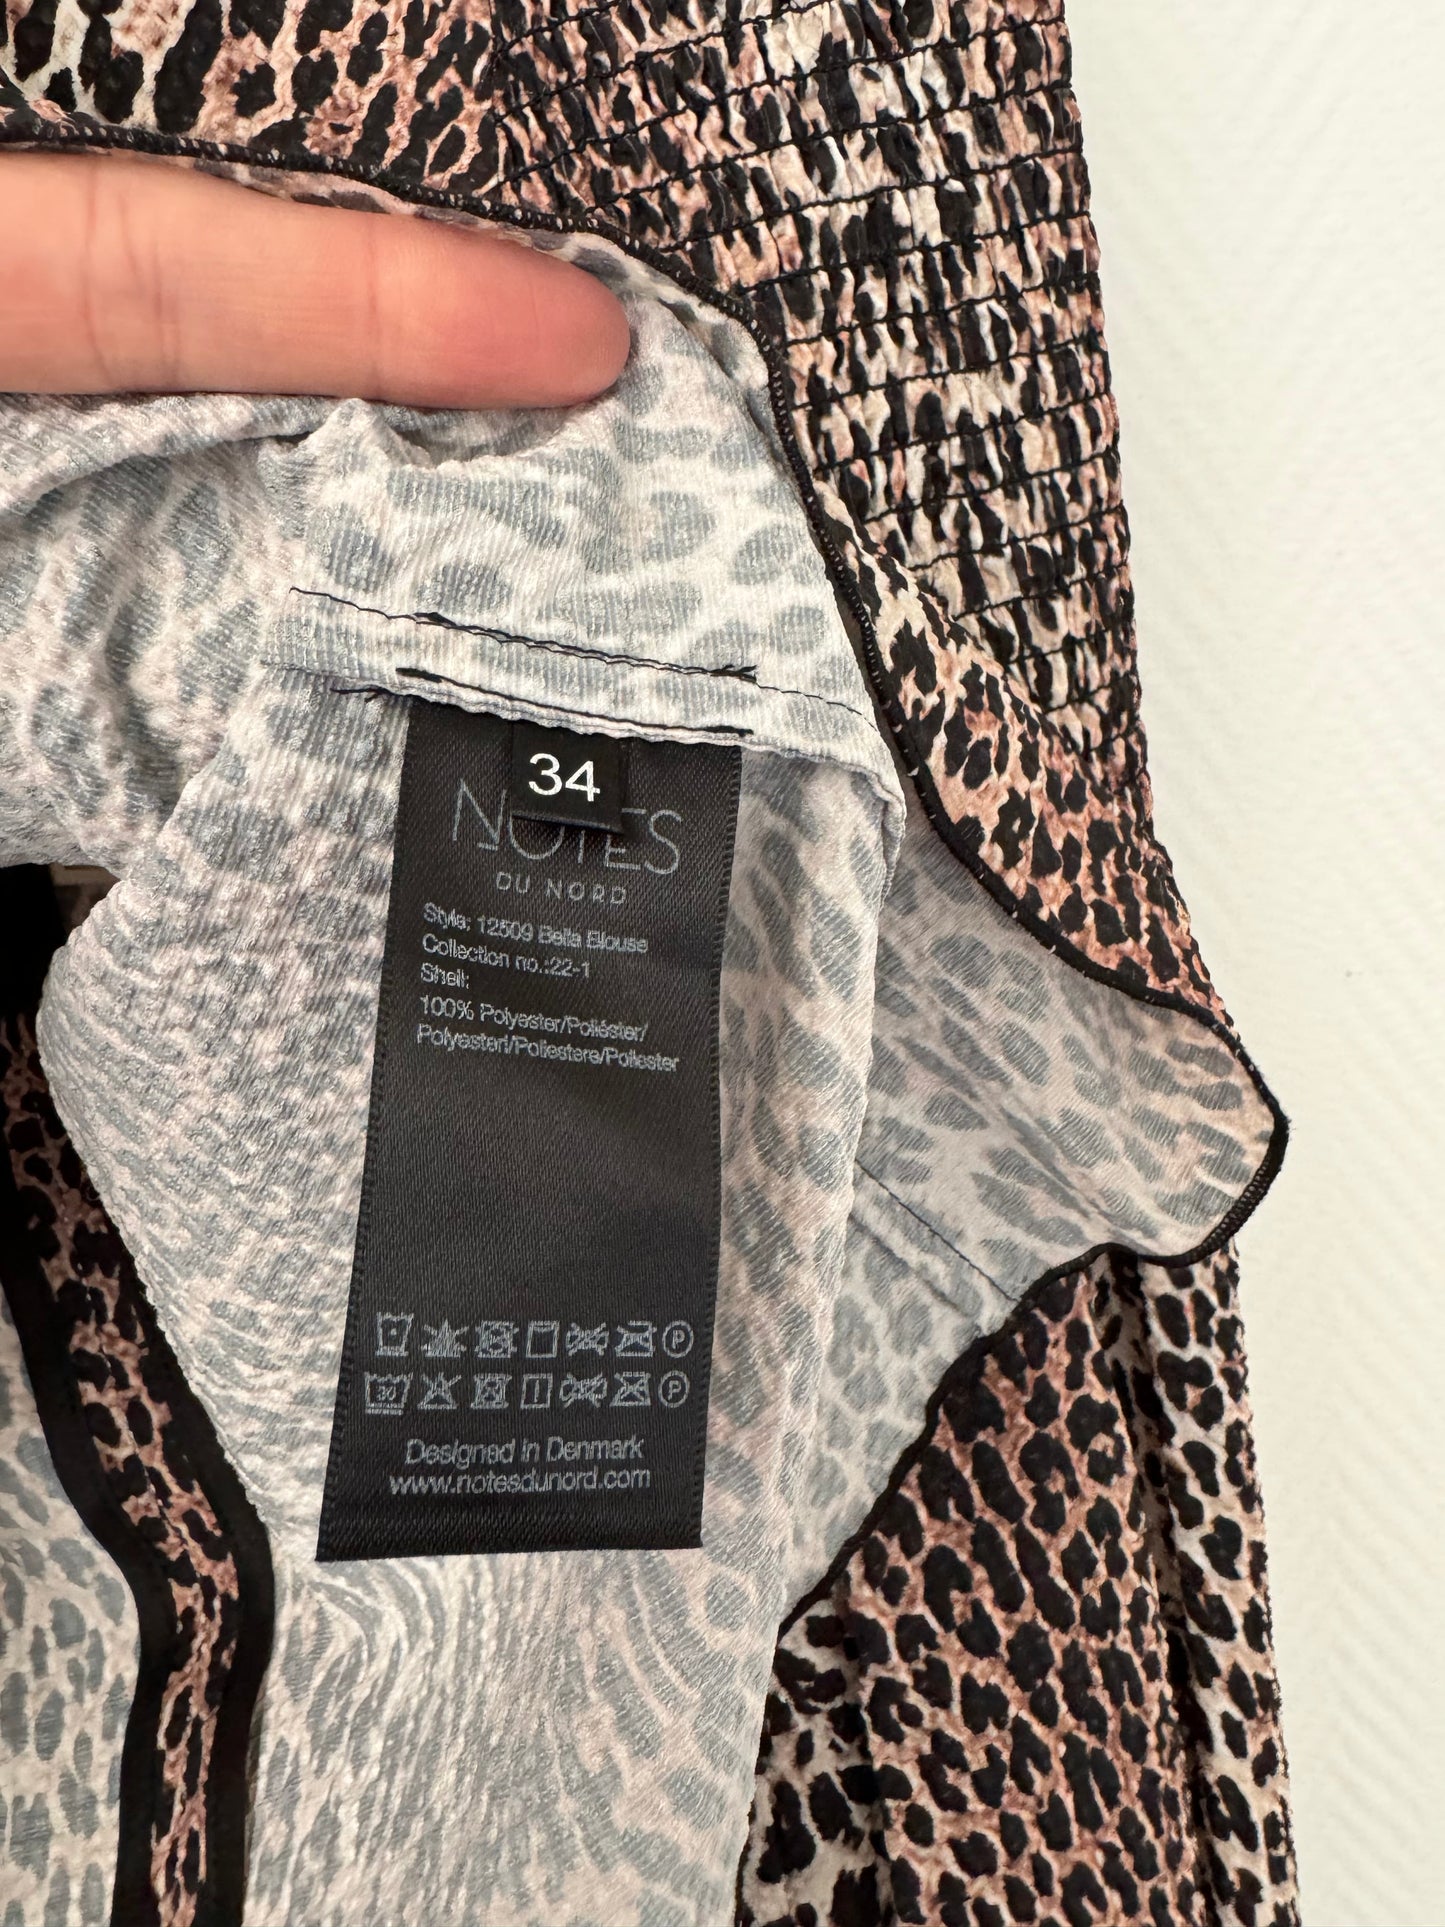 34
NOTES
DU NORD
Style: 12509 Bella Blouse
Collection no.:22-1
Shell:
100% Polyester/Poliéster/
Polyesteri/Poliestere/Poliester
P
30 P
Designed in Denmark
www.notesdunord.com